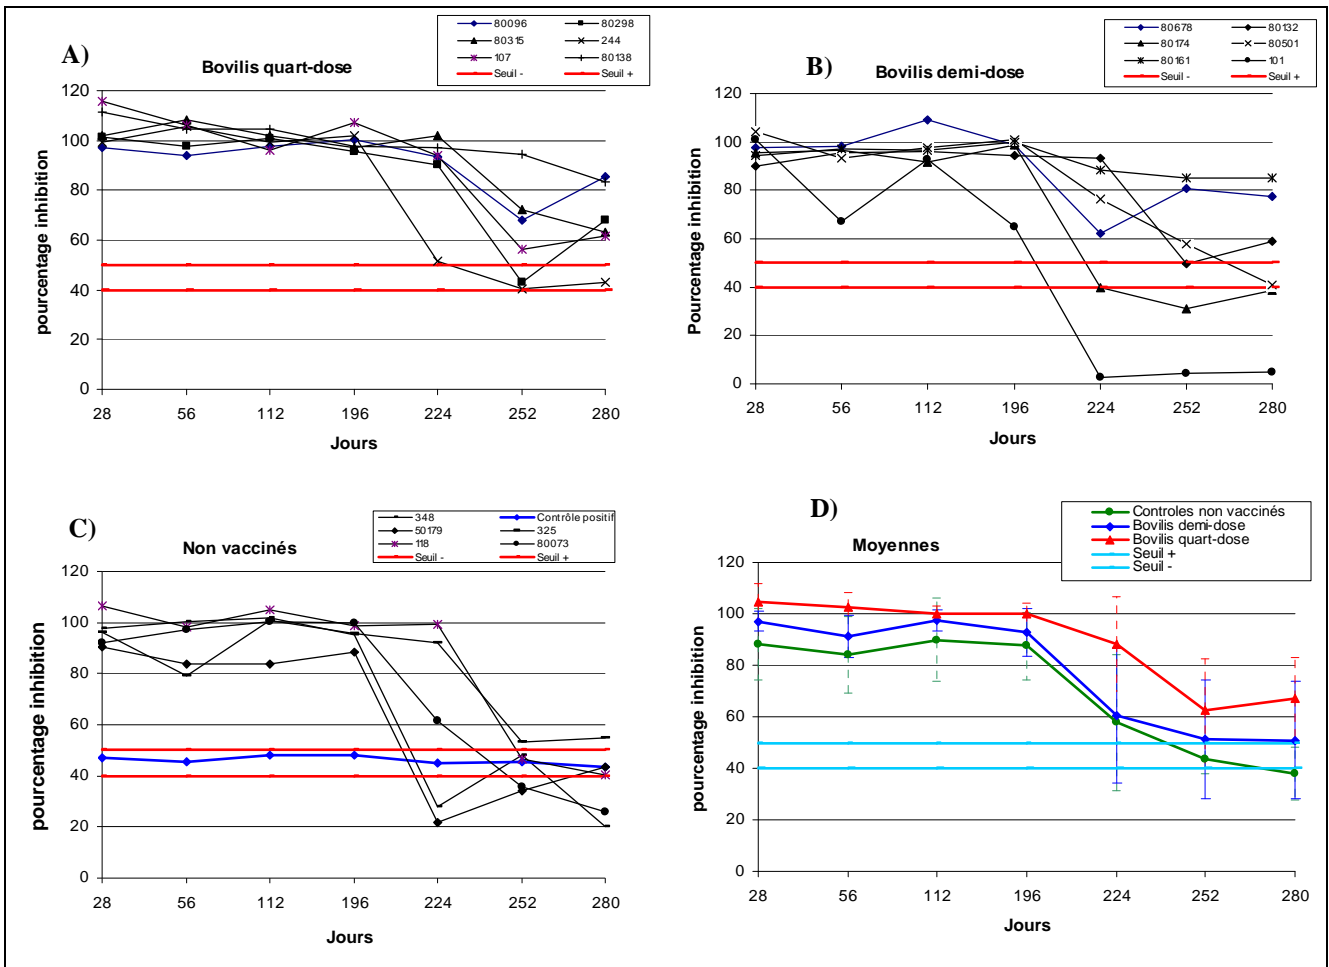 A)
Bovilis quart-dose
80096 80298
80315 244
107 80138
Seuil - Seuil +
pourcentage inhibition
120
100
80
60
40
20
0
28 56 112 196 224 252 280
Jours
B)
Bovilis demi-dose
80678 80132
80174 80501
80161 101
Seuil - Seuil +
Pourcentage inhibition
120
100
80
60
40
20
0
28 56 112 196 224 252 280
Jours
C)
Non vaccinés
348 Contrôle positif
50179 325
118 80073
Seuil - Seuil +
pourcentage inhibition
120
100
80
60
40
20
0
28 56 112 196 224 252 280
Jours
D)
Moyennes
Controles non vaccinés
Bovilis demi-dose
Bovilis quart-dose
Seuil +
Seuil -
pourcentage inhibition
120
100
80
60
40
20
0
28 56 112 196 224 252 280
Jours